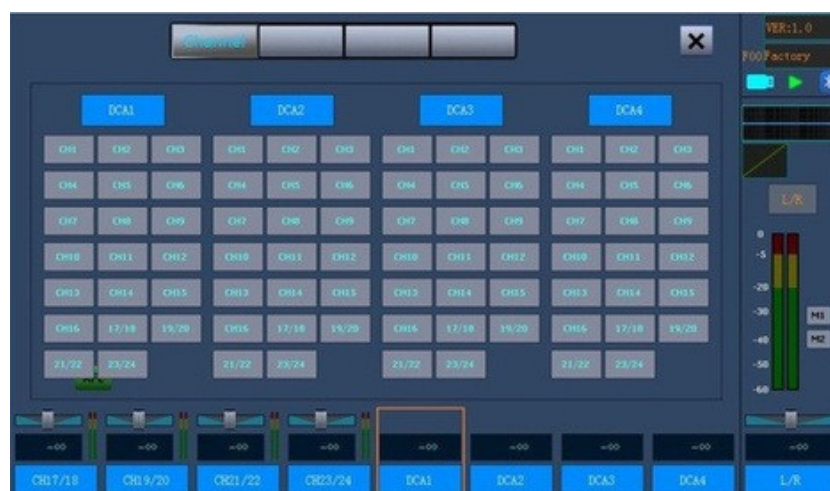 Channel
VER:1.0
F00Factory
DCA1 DCA2 DCA3 DCA4
CH1 CH2 CH3 CH1 CH2 CH3 CH1 CH2 CH3 CH1 CH2 CH3
CH4 CH5 CH6 CH4 CH5 CH6 CH4 CH5 CH6 CH4 CH5 CH6
CH7 CH8 CH9 CH7 CH8 CH9 CH7 CH8 CH9 CH7 CH8 CH9
CH10 CH11 CH12 CH10 CH11 CH12 CH10 CH11 CH12 CH10 CH11 CH12
CH13 CH14 CH15 CH13 CH14 CH15 CH13 CH14 CH15 CH13 CH14 CH15
CH16 17/18 19/20 CH16 17/18 19/20 CH16 17/18 19/20 CH16 17/18 19/20
21/22 23/24 21/22 23/24 21/22 23/24 21/22 23/24
L/R
0
-5
-20
-30
M1
-40
M2
-50
-60
-∞ -∞ -∞ -∞ -∞ -∞ -∞ -∞ -∞
CH17/18 CH19/20 CH21/22 CH23/24 DCA1 DCA2 DCA3 DCA4 L/R